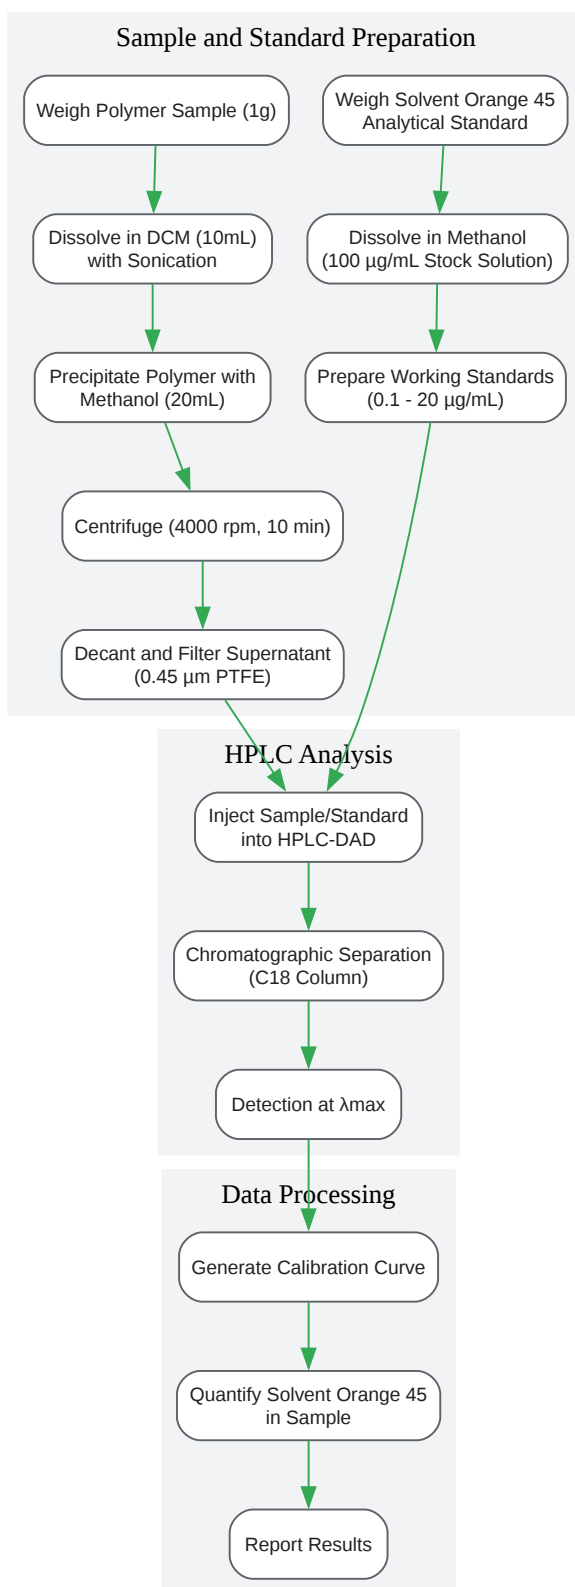 Sample and Standard Preparation
Weigh Polymer Sample (1g)
Weigh Solvent Orange 45
Analytical Standard
Dissolve in DCM (10mL)
with Sonication
Dissolve in Methanol
(100 µg/mL Stock Solution)
Precipitate Polymer with
Methanol (20mL)
Prepare Working Standards
(0.1 - 20 µg/mL)
Centrifuge (4000 rpm, 10 min)
Decant and Filter Supernatant
(0.45 µm PTFE)
HPLC Analysis
Inject Sample/Standard
into HPLC-DAD
Chromatographic Separation
(C18 Column)
Detection at λmax
Data Processing
Generate Calibration Curve
Quantify Solvent Orange 45
in Sample
Report Results